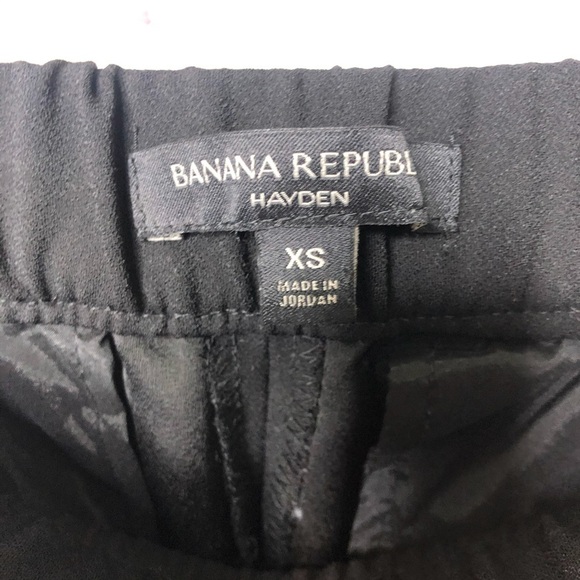 BANANA REPUBL
HAYDEN
XS
MADE IN
JORDAN